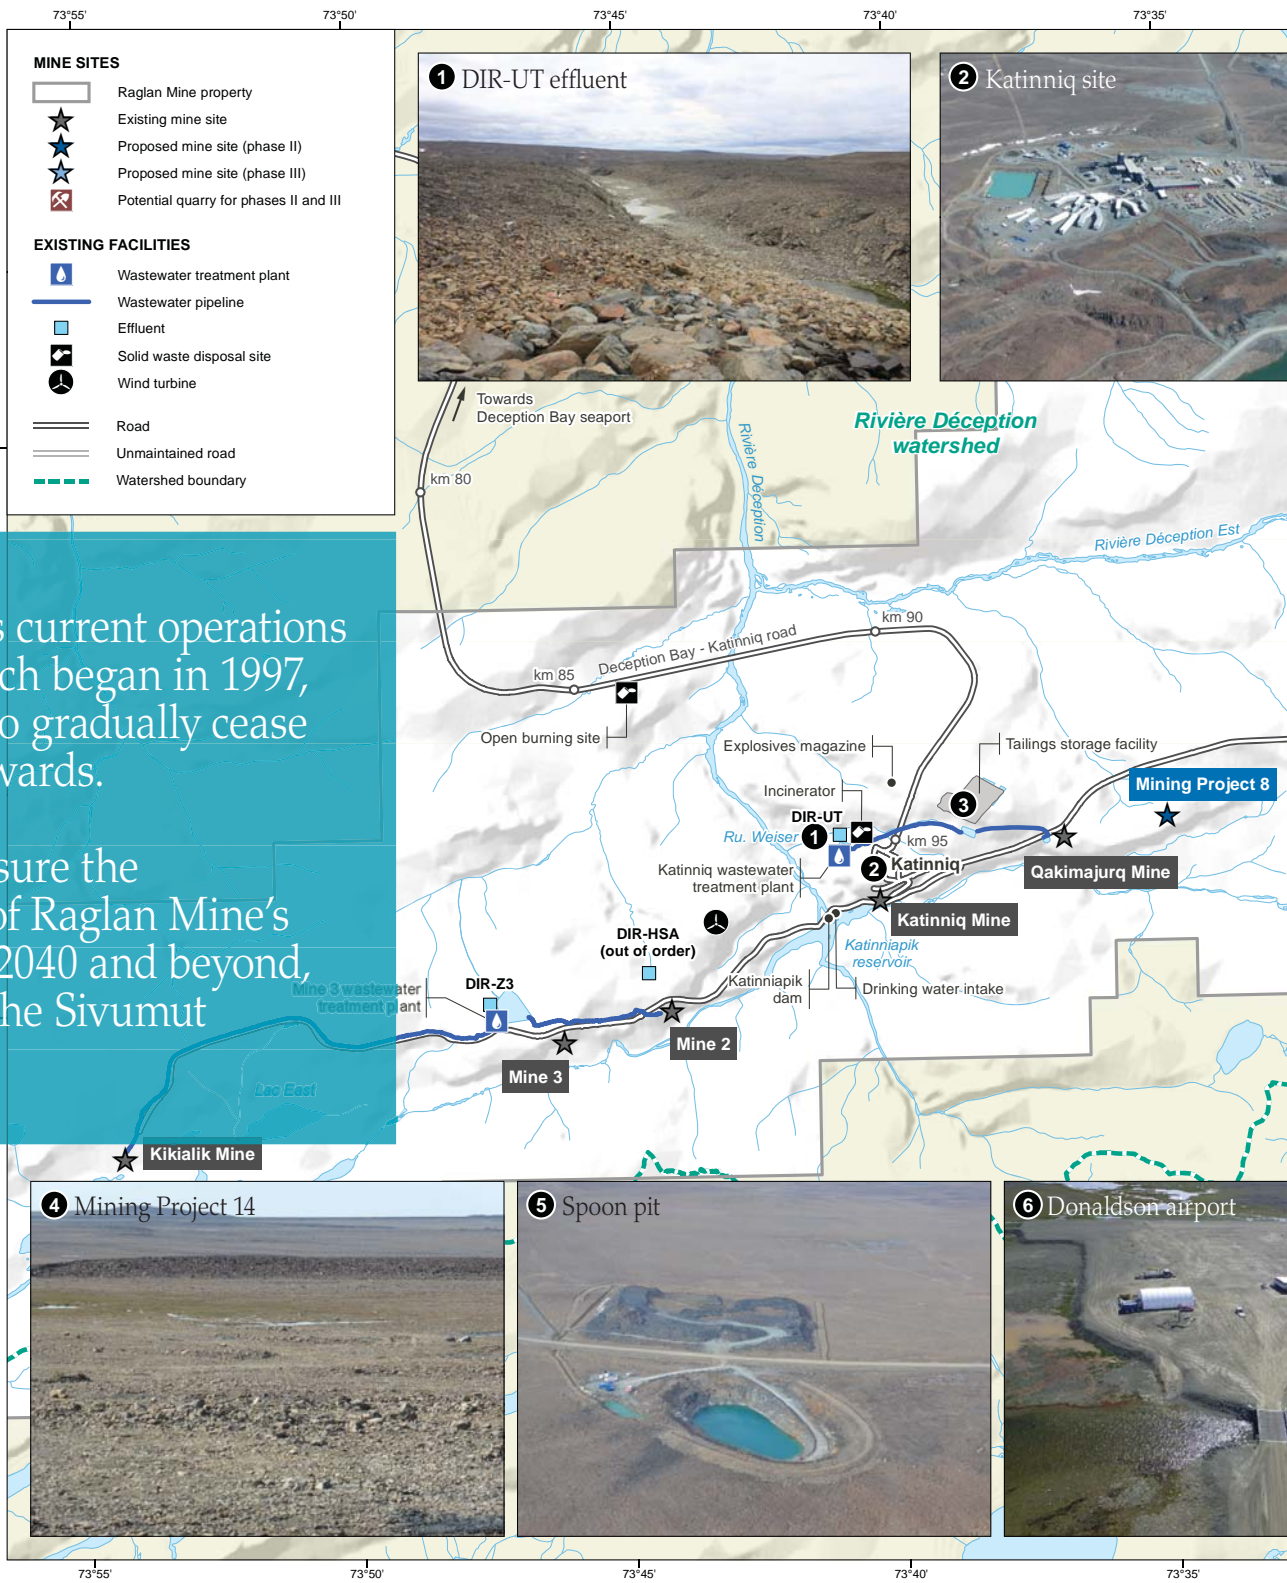 73°55'
73°50'
73°45'
73°40'
73°35'
MINE SITES
Raglan Mine property
Existing mine site
Proposed mine site (phase II)
Proposed mine site (phase III)
Potential quarry for phases II and III
EXISTING FACILITIES
Wastewater treatment plant
Wastewater pipeline
Effluent
Solid waste disposal site
Wind turbine
Road
Unmaintained road
Watershed boundary
1 DIR-UT effluent
2 Katinniq site
Towards
Deception Bay seaport
Rivière Déception
watershed
km 80
Rivière Déception
Rivière Déception Est
s current operations
ch began in 1997,
o gradually cease
wards.
sure the
of Raglan Mine's
2040 and beyond,
he Sivumut
km 90
Deception Bay - Katinniq road
km 85
Open burning site
Explosives magazine
Tailings storage facility
Incinerator
Mining Project 8
3
DIR-UT
Ru. Weiser
1
km 95
2
Katinniq
Katinniq wastewater
treatment plant
Qakimajurq Mine
Katinniq Mine
DIR-HSA
(out of order)
Katinniapik
reservoir
Katinniapik
dam
Drinking water intake
DIR-Z3
Mine 3 wastewater
treatment plant
Mine 2
Mine 3
Lac East
Kikialik Mine
4 Mining Project 14
5 Spoon pit
6 Donaldson airport
73°55'
73°50'
73°45'
73°40'
73°35'